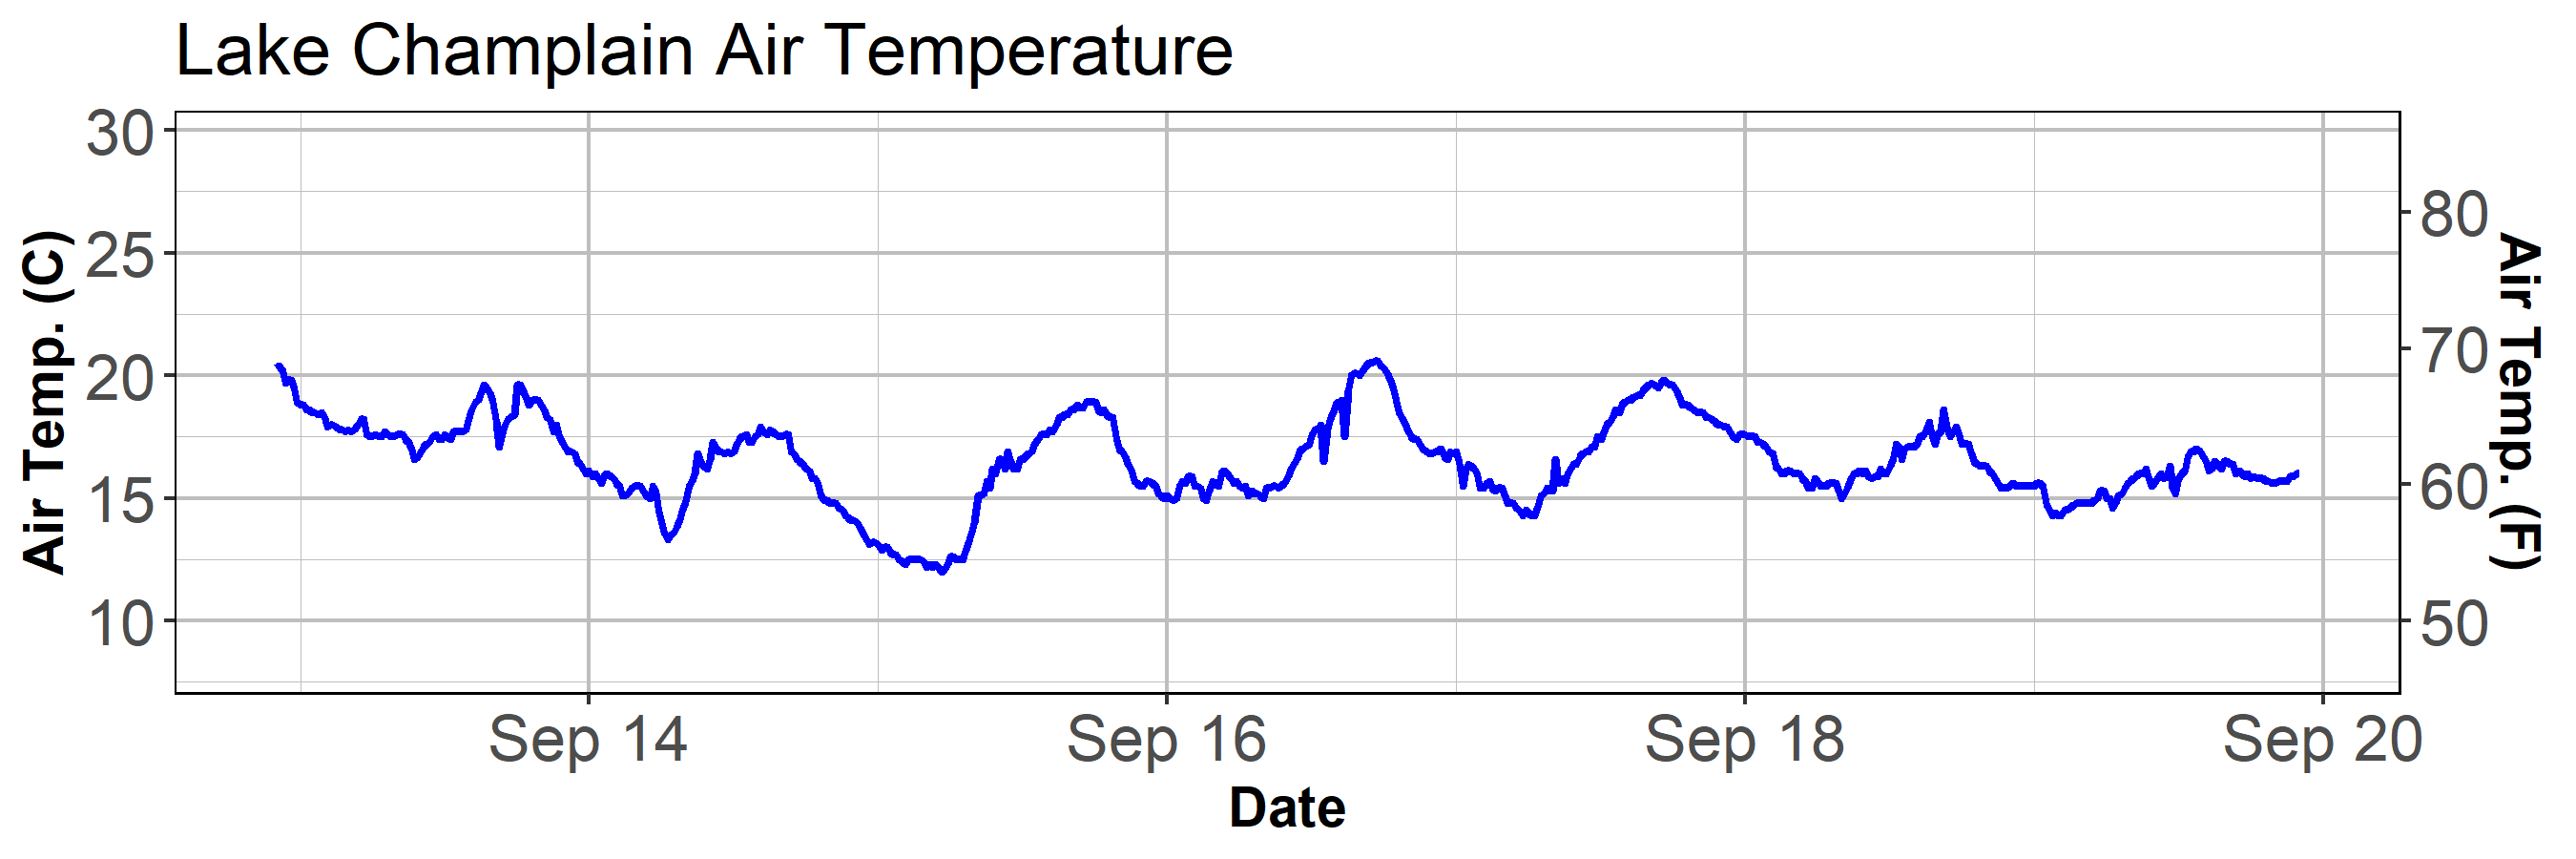 Lake Champlain Air Temperature
30
25
20
15
10
Air Temp. (C)
80
70
60
50
Air Temp. (F)
Sep 14
Sep 16
Sep 18
Sep 20
Date